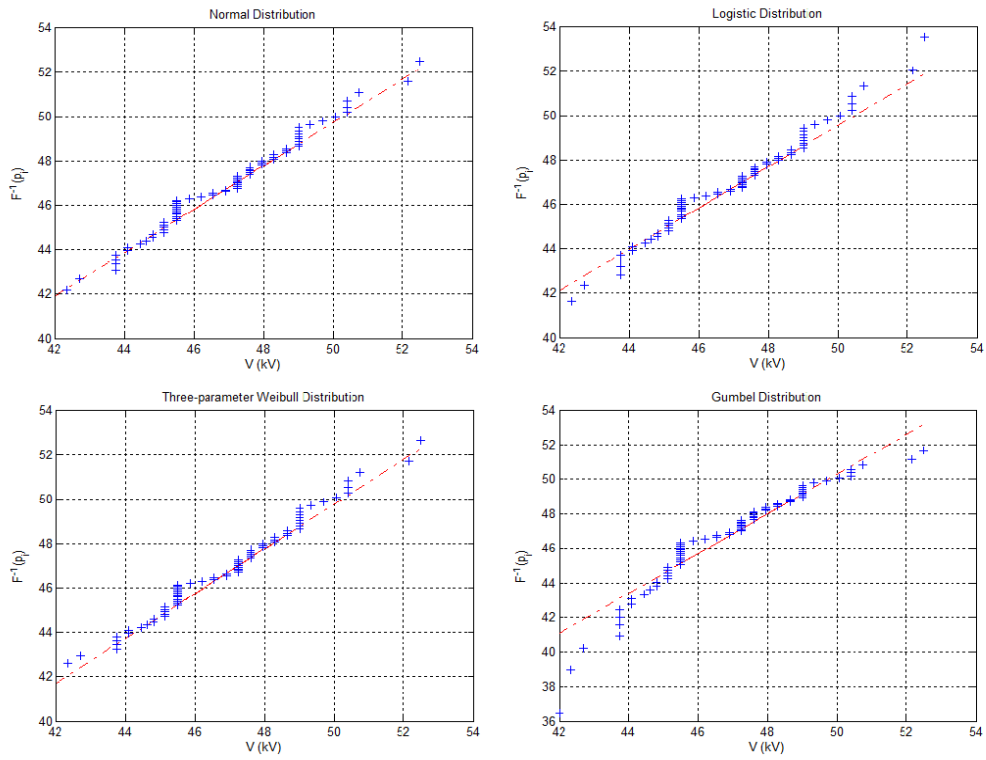 Normal Distribution
54
52
50
48
46
44
42
40
F⁻¹(pᵢ)
42 44 46 48 50 52 54
V (kV)
Logistic Distribution
54
52
50
48
46
44
42
40
F⁻¹(pᵢ)
42 44 46 48 50 52 54
V (kV)
Three-parameter Weibull Distribution
54
52
50
48
46
44
42
40
F⁻¹(pᵢ)
42 44 46 48 50 52 54
V (kV)
Gumbel Distribution
54
52
50
48
46
44
42
40
38
36
F⁻¹(pᵢ)
42 44 46 48 50 52 54
V (kV)